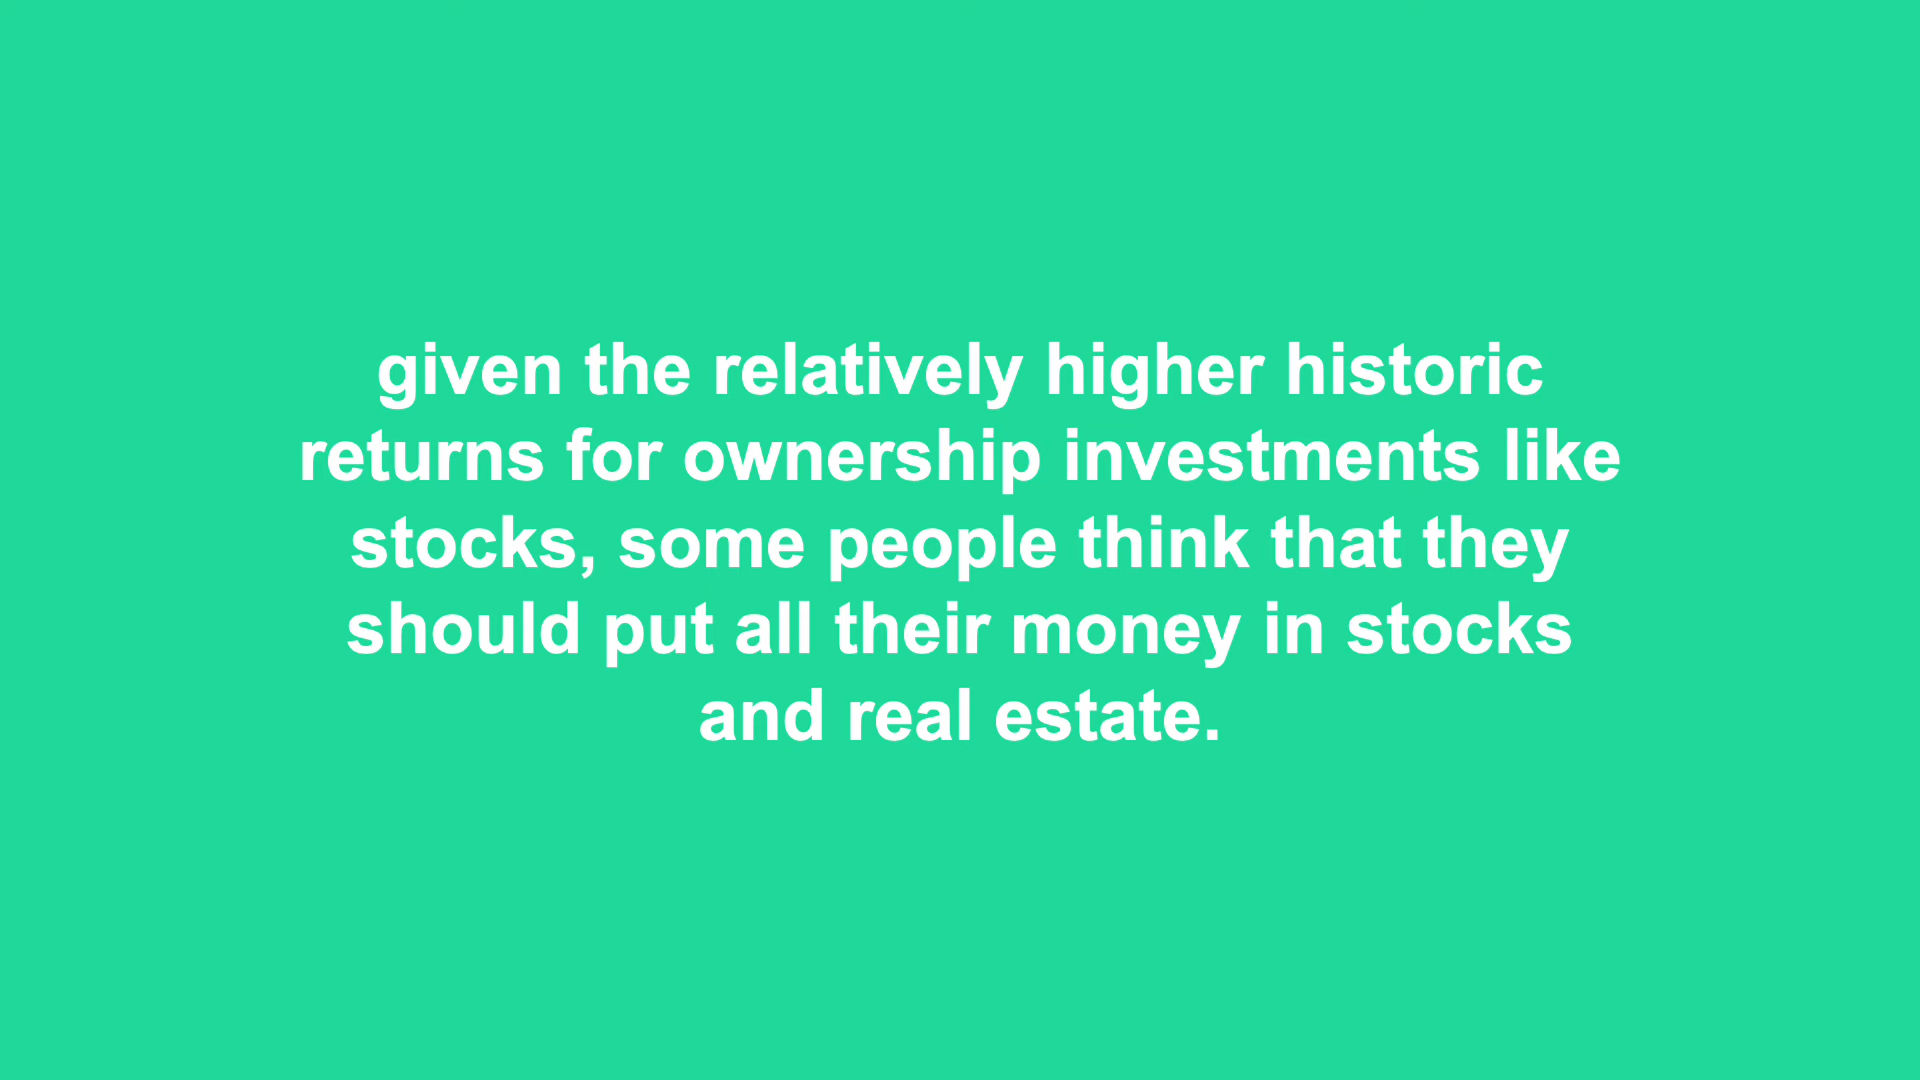 given the relatively higher historic
returns for ownership investments like
stocks, some people think that they
should put all their money in stocks
and real estate.